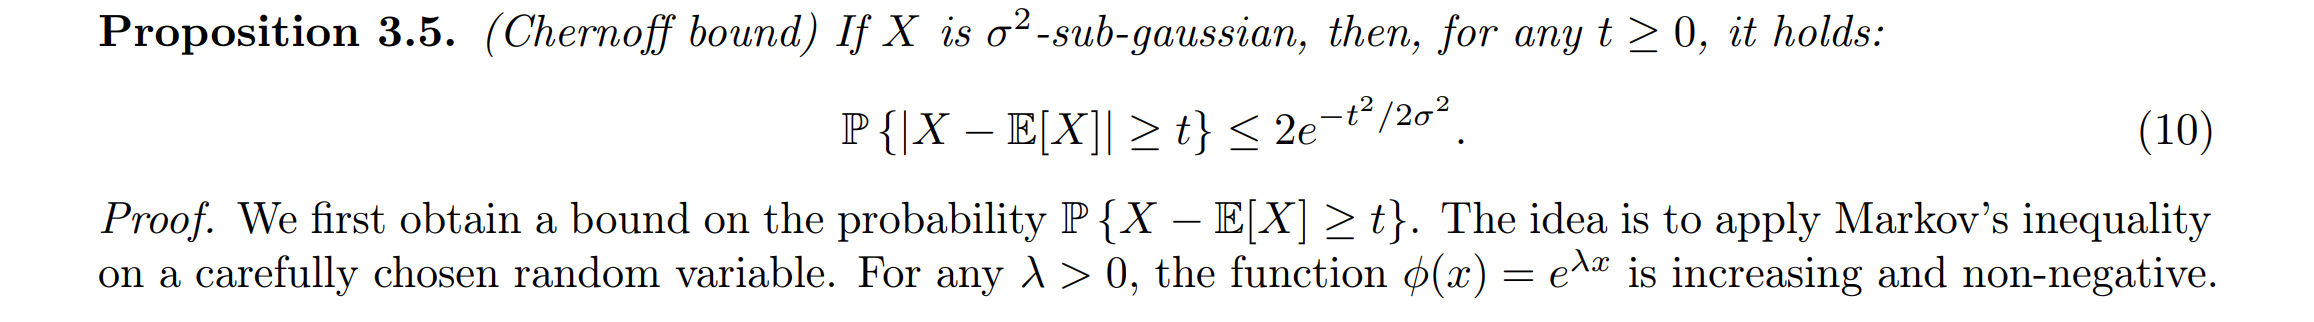 Proposition 3.5. (Chernoff bound) If X is σ²-sub-gaussian, then, for any t ≥ 0, it holds:
ℙ{|X − 𝔼[X]| ≥ t} ≤ 2e^{−t²/2σ²}. (10)
Proof. We first obtain a bound on the probability ℙ{X − 𝔼[X] ≥ t}. The idea is to apply Markov's inequality
on a carefully chosen random variable. For any λ > 0, the function ϕ(x) = e^{λx} is increasing and non-negative.